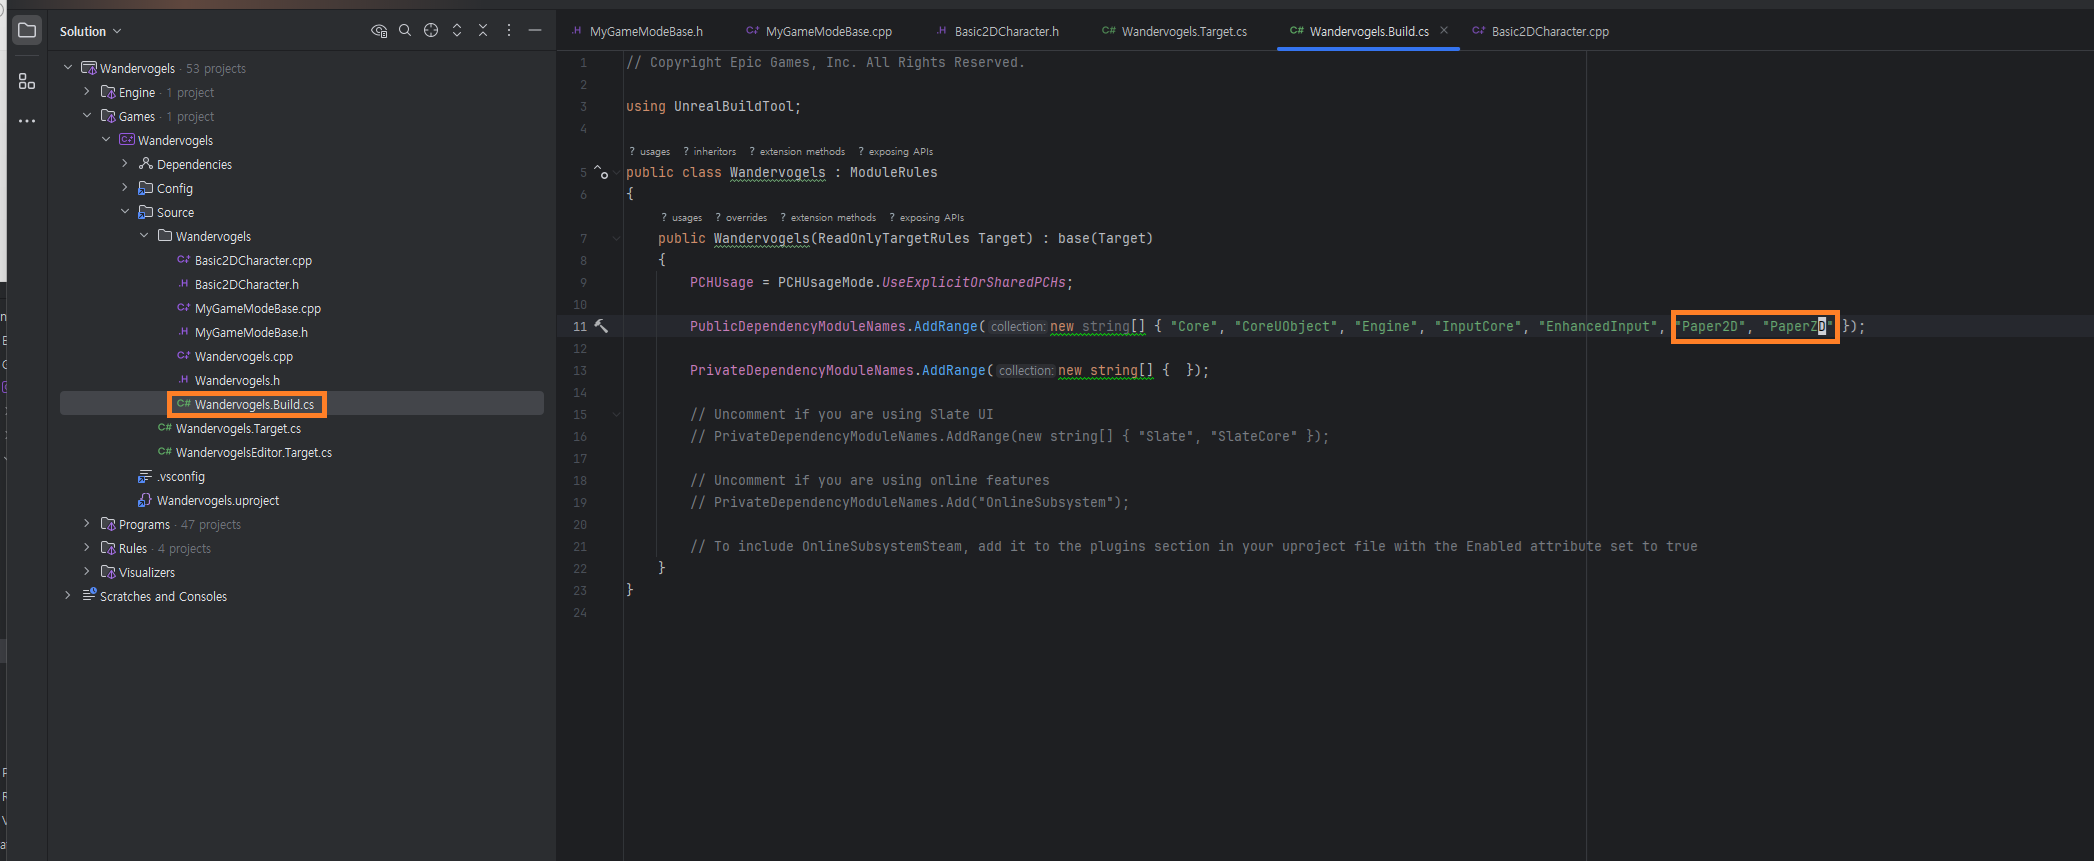 Solution
Wandervogels · 53 projects
Engine · 1 project
Games · 1 project
Wandervogels
Dependencies
Config
Source
Wandervogels
Basic2DCharacter.cpp
Basic2DCharacter.h
MyGameModeBase.cpp
MyGameModeBase.h
Wandervogels.cpp
Wandervogels.h
C# Wandervogels.Build.cs
C# Wandervogels.Target.cs
C# WandervogelsEditor.Target.cs
.vsconfig
Wandervogels.uproject
Programs · 47 projects
Rules · 4 projects
Visualizers
Scratches and Consoles
.H MyGameModeBase.h C++ MyGameModeBase.cpp .H Basic2DCharacter.h C# Wandervogels.Target.cs C# Wandervogels.Build.cs C++ Basic2DCharacter.cpp
1 // Copyright Epic Games, Inc. All Rights Reserved.
2
3 using UnrealBuildTool;
4
? usages ? inheritors ? extension methods ? exposing APIs
5 public class Wandervogels : ModuleRules
6 {
? usages ? overrides ? extension methods ? exposing APIs
7 public Wandervogels(ReadOnlyTargetRules Target) : base(Target)
8 {
9 PCHUsage = PCHUsageMode.UseExplicitOrSharedPCHs;
10
11 PublicDependencyModuleNames.AddRange(collection: new string[] { "Core", "CoreUObject", "Engine", "InputCore", "EnhancedInput", "Paper2D", "PaperZD" });
12
13 PrivateDependencyModuleNames.AddRange(collection: new string[] {  });
14
15 // Uncomment if you are using Slate UI
16 // PrivateDependencyModuleNames.AddRange(new string[] { "Slate", "SlateCore" });
17
18 // Uncomment if you are using online features
19 // PrivateDependencyModuleNames.Add("OnlineSubsystem");
20
21 // To include OnlineSubsystemSteam, add it to the plugins section in your uproject file with the Enabled attribute set to true
22 }
23 }
24